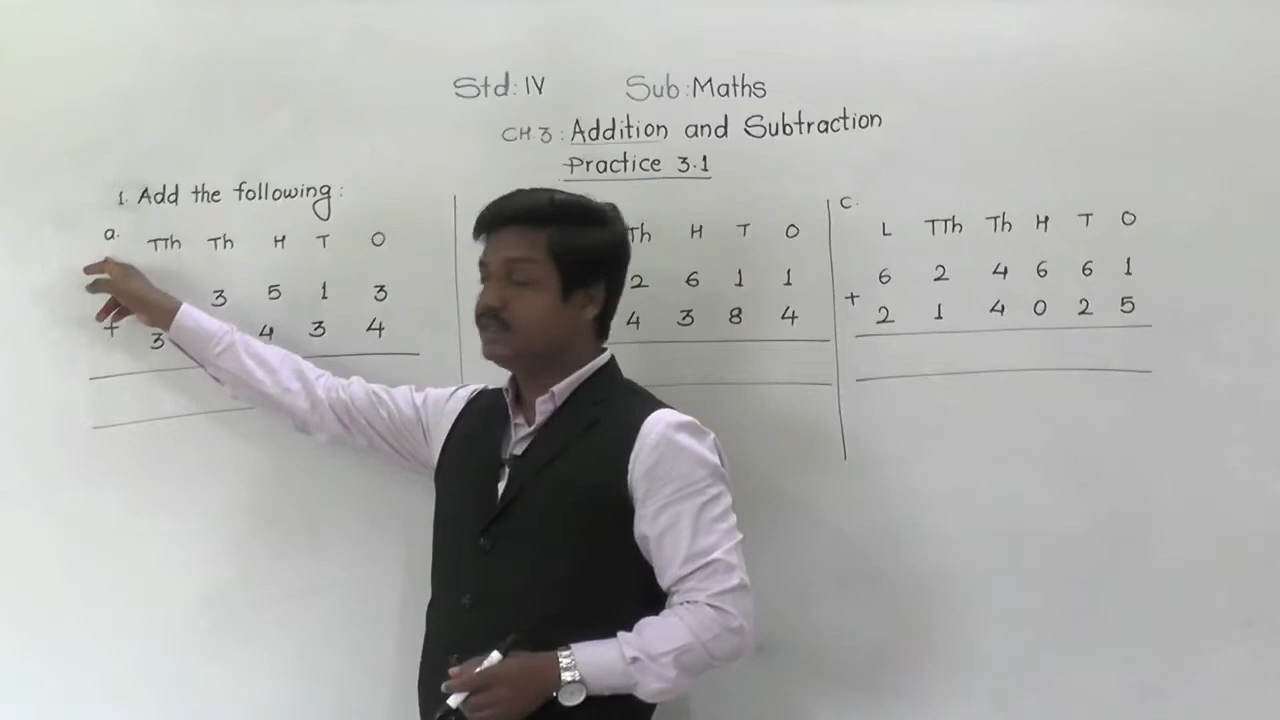 Std: IV Sub: Maths
CH.3: Addition and Subtraction
Practice 3.1
1. Add the following:
a.
TTh Th H T O
3 5 1 3
+ 3 4 3 4
Th H T O
2 6 1 1
4 3 8 4
C.
L TTh Th H T O
6 2 4 6 6 1
+ 2 1 4 0 2 5